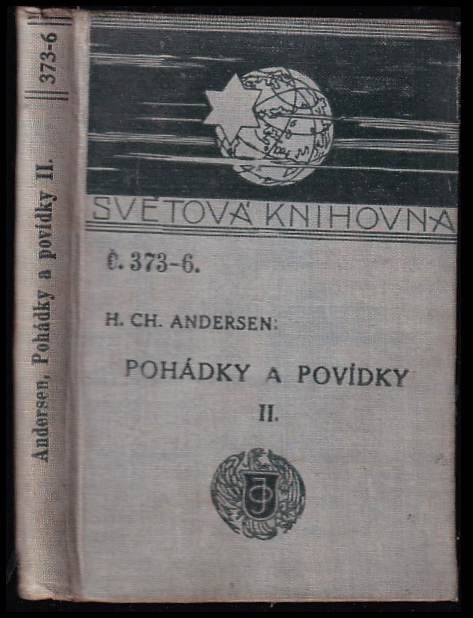 373-6
Andersen, Pohádky a povídky II.
SVĚTOVÁ KNIHOVNA
Č. 373-6.
H. CH. ANDERSEN:
POHÁDKY A POVÍDKY
II.